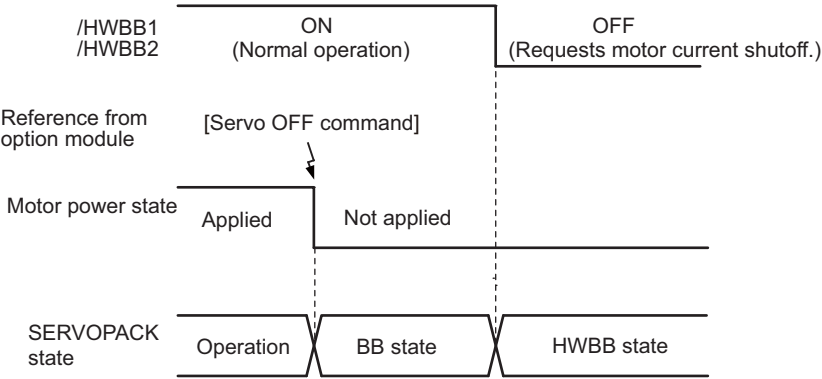 /HWBB1
/HWBB2
ON
(Normal operation)
OFF
(Requests motor current shutoff.)
Reference from
option module
[Servo OFF command]
Motor power state
Applied
Not applied
SERVOPACK
state
Operation
BB state
HWBB state